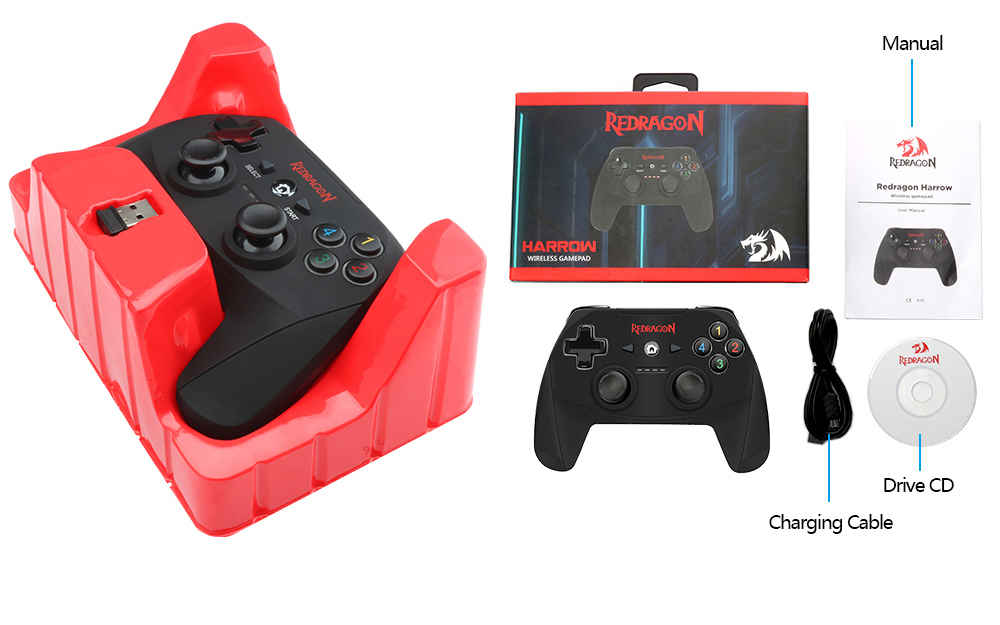 SELECT
REDRAGON
START
4
1
3
2
REDRAGON
HARROW
WIRELESS GAMEPAD
Manual
REDRAGON
Redragon Harrow
Wireless gamepad
User Manual
CE
REDRAGON
1
4
2
3
REDRAGON
Drive CD
Charging Cable